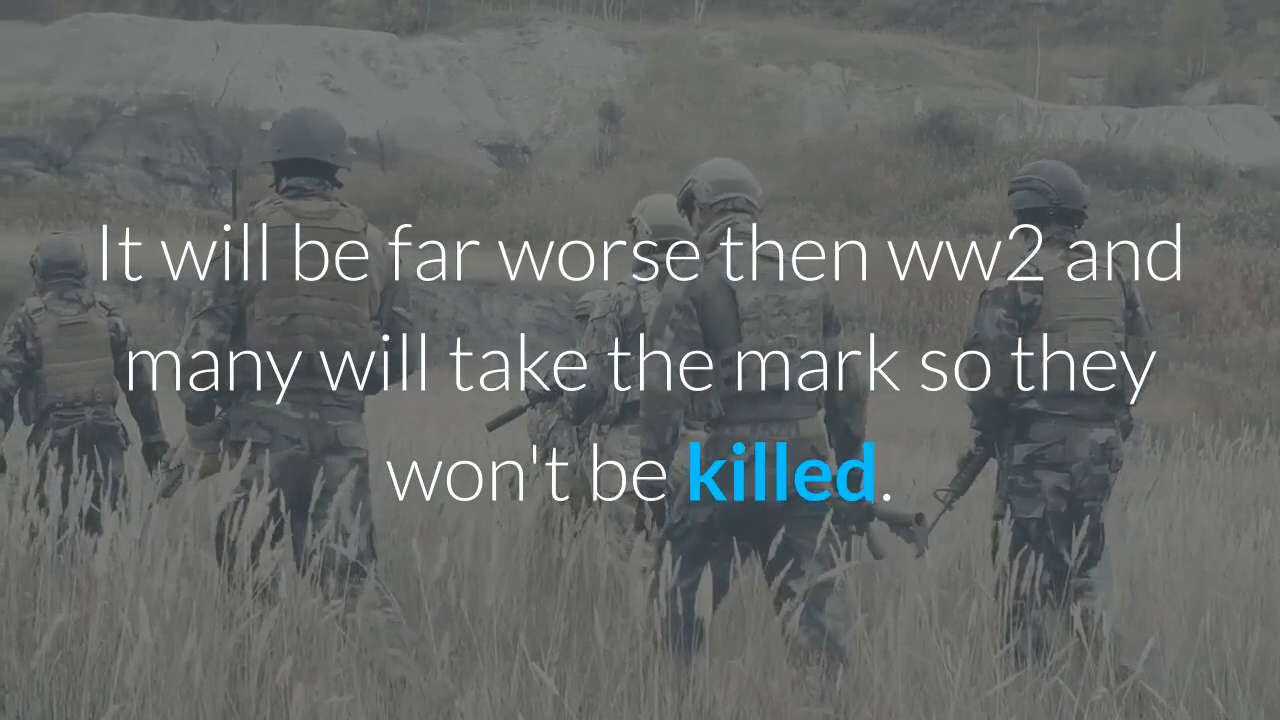 It will be far worse then ww2 and
many will take the mark so they
won't be killed.